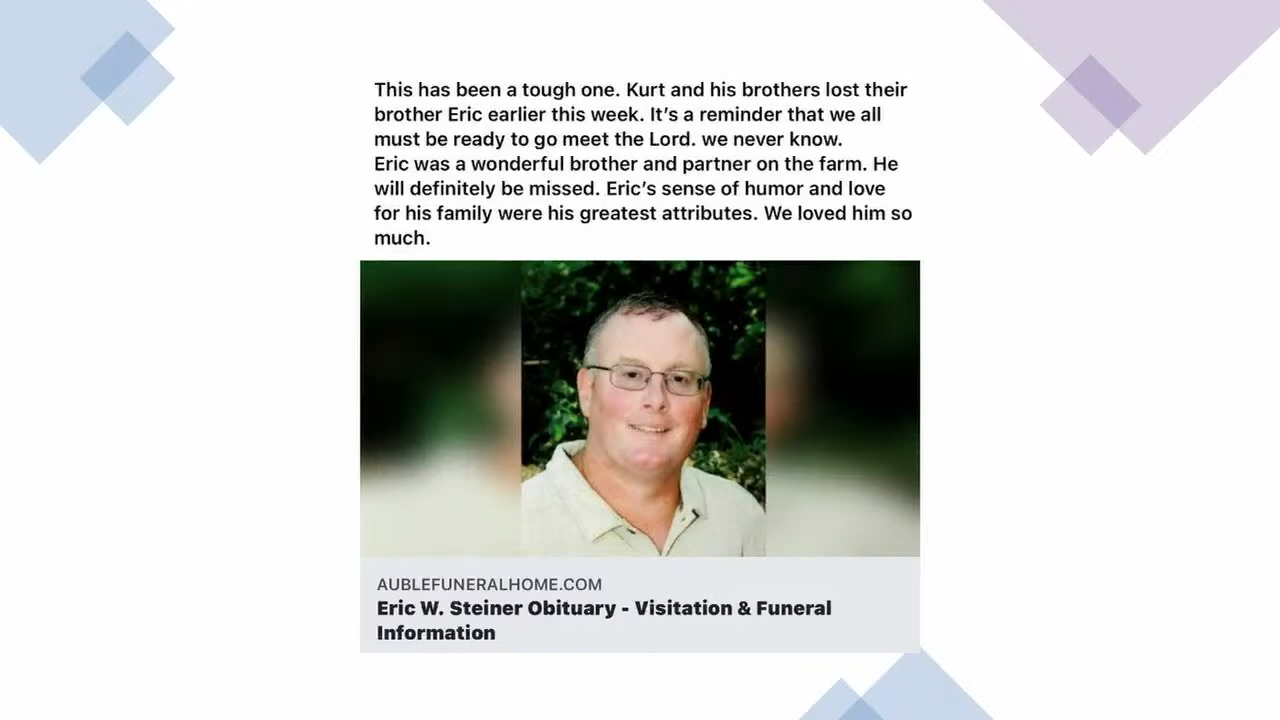 This has been a tough one. Kurt and his brothers lost their
brother Eric earlier this week. It’s a reminder that we all
must be ready to go meet the Lord. we never know.
Eric was a wonderful brother and partner on the farm. He
will definitely be missed. Eric’s sense of humor and love
for his family were his greatest attributes. We loved him so
much.
AUBLEFUNERALHOME.COM
Eric W. Steiner Obituary - Visitation & Funeral
Information